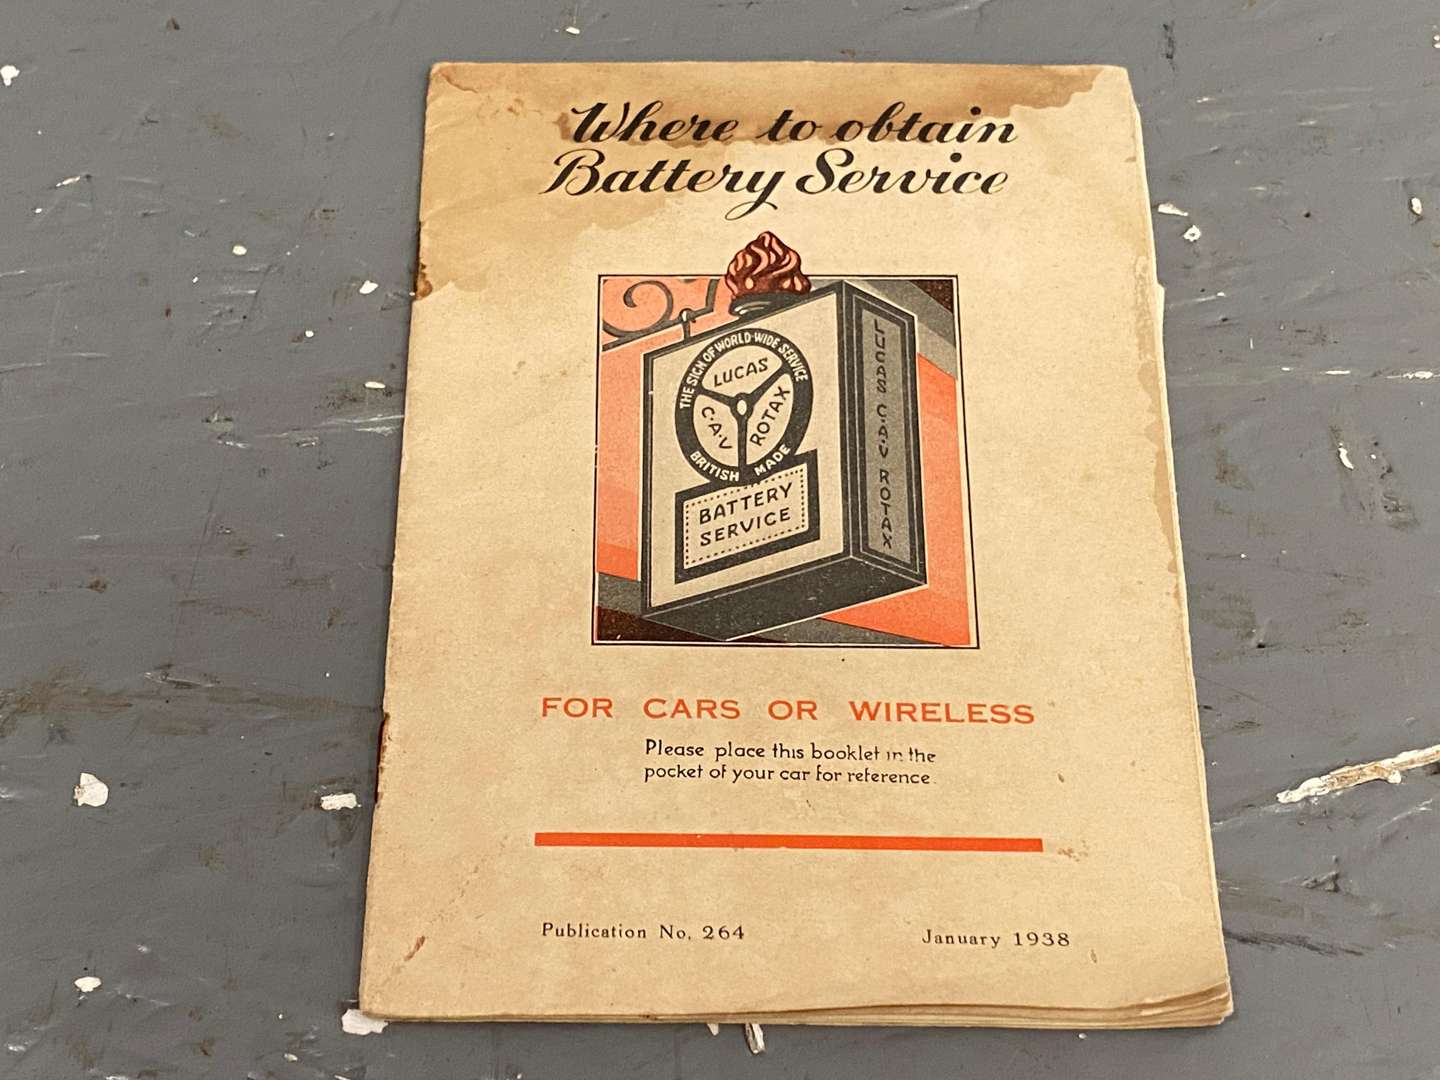 Where to obtain
Battery Service
THE SIGN OF WORLD-WIDE SERVICE
LUCAS
C·A·V
ROTAX
BRITISH MADE
BATTERY
SERVICE
LUCAS C·A·V ROTAX
FOR CARS OR WIRELESS
Please place this booklet in the
pocket of your car for reference.
Publication No. 264
January 1938